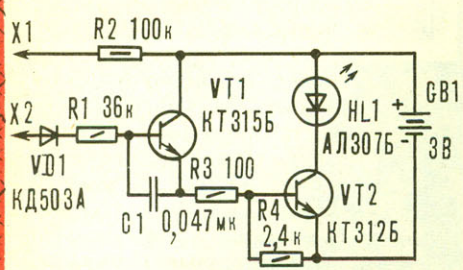 X1
R2 100к
X2
R1 36к
VT1
КТ315Б
HL1
АЛ307Б
GB1
+
-
3В
VD1
КД503А
C1
0,047мк
R3 100
R4
2,4к
VT2
КТ312Б